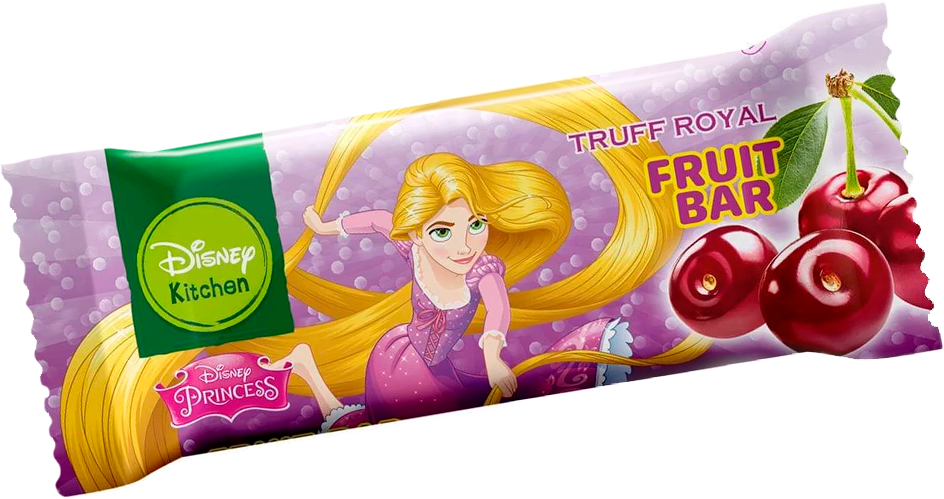 TRUFF ROYAL
FRUIT
BAR
Disney
Kitchen
Disney
PRINCESS